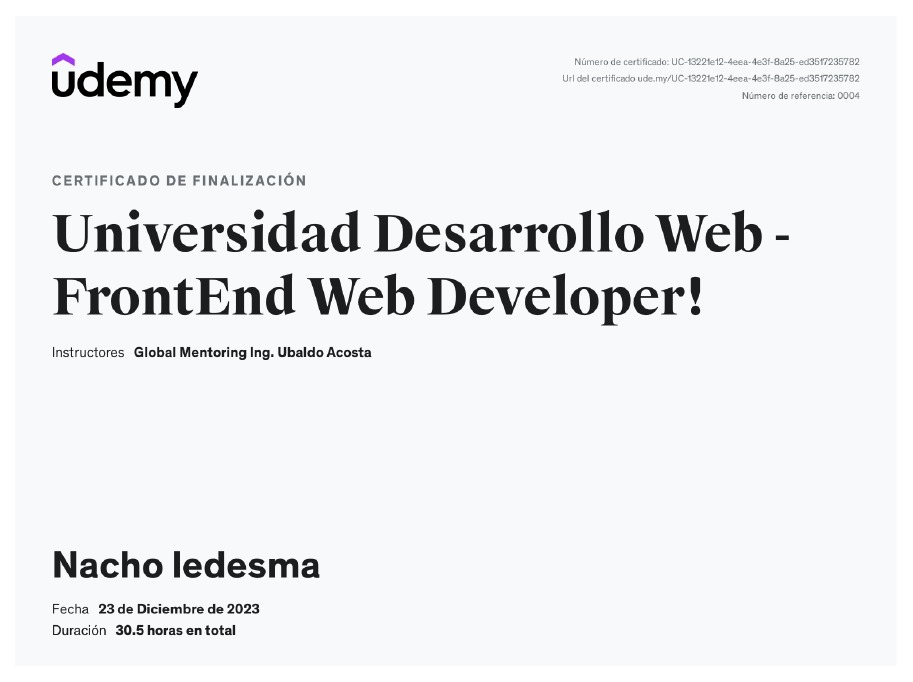 udemy
Número de certificado: UC-13221e12-4eea-4e3f-8a25-ed3517235782
Url del certificado ude.my/UC-13221e12-4eea-4e3f-8a25-ed3517235782
Número de referencia: 0004
CERTIFICADO DE FINALIZACIÓN
Universidad Desarrollo Web -
FrontEnd Web Developer!
Instructores Global Mentoring Ing. Ubaldo Acosta
Nacho ledesma
Fecha 23 de Diciembre de 2023
Duración 30.5 horas en total